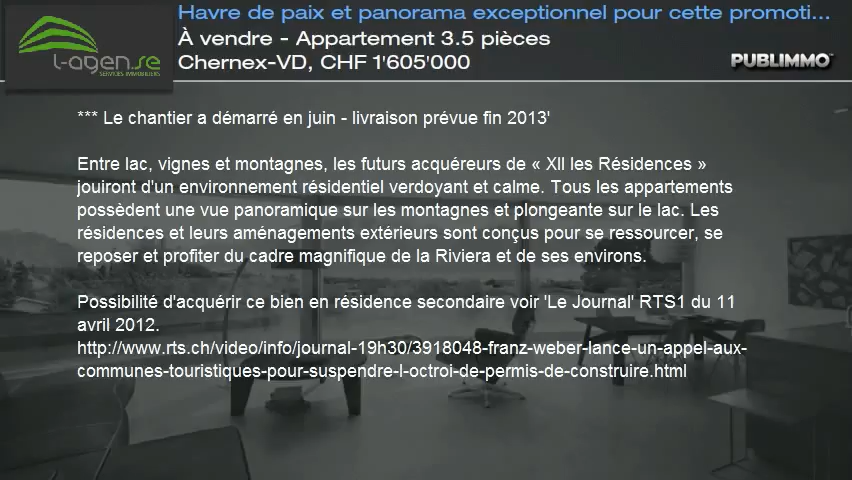 Havre de paix et panorama exceptionnel pour cette promoti...
l-agen.se
SERVICES IMMOBILIERS
À vendre - Appartement 3.5 pièces
Chernex-VD, CHF 1'605'000
PUBLIMMO
*** Le chantier a démarré en juin - livraison prévue fin 2013'
Entre lac, vignes et montagnes, les futurs acquéreurs de « XII les Résidences »
jouiront d'un environnement résidentiel verdoyant et calme. Tous les appartements
possèdent une vue panoramique sur les montagnes et plongeante sur le lac. Les
résidences et leurs aménagements extérieurs sont conçus pour se ressourcer, se
reposer et profiter du cadre magnifique de la Riviera et de ses environs.
Possibilité d'acquérir ce bien en résidence secondaire voir 'Le Journal' RTS1 du 11
avril 2012.
http://www.rts.ch/video/info/journal-19h30/3918048-franz-weber-lance-un-appel-aux-
communes-touristiques-pour-suspendre-l-octroi-de-permis-de-construire.html